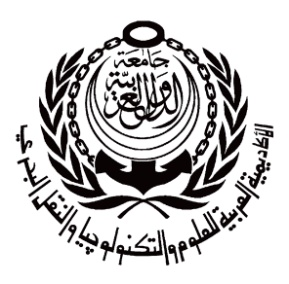 جامعة
الدول العربية
الأكاديمية العربية للعلوم والتكنولوجيا والنقل البحري